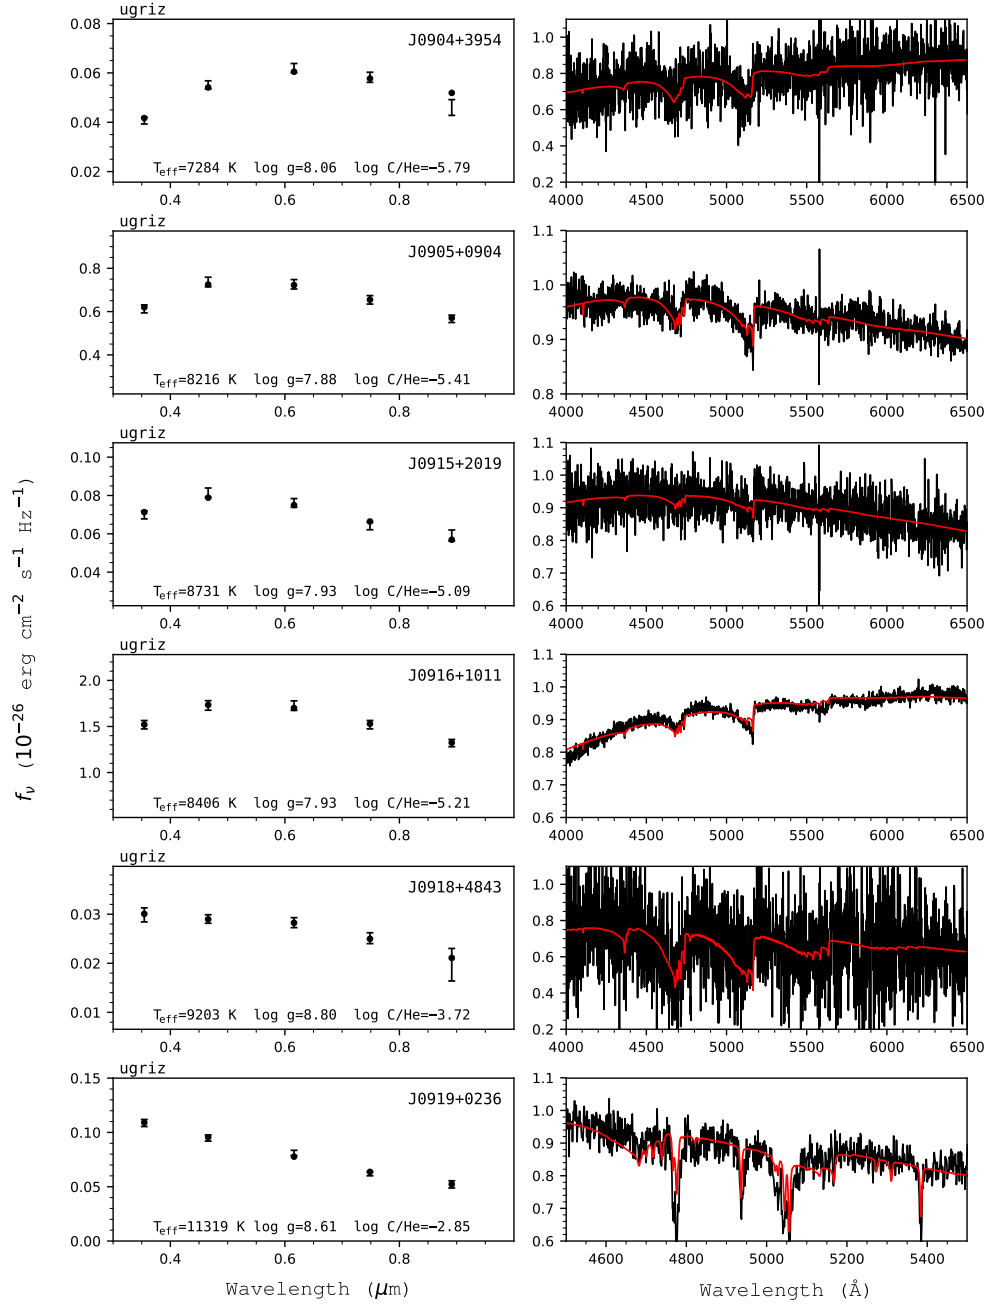 ugriz
J0904+3954
0.08
0.06
0.04
0.02
T_eff=7284 K log g=8.06 log C/He=−5.79
0.4 0.6 0.8
1.0
0.8
0.6
0.4
0.2
4000 4500 5000 5500 6000 6500
ugriz
J0905+0904
0.8
0.6
0.4
T_eff=8216 K log g=7.88 log C/He=−5.41
0.4 0.6 0.8
1.1
1.0
0.9
0.8
4000 4500 5000 5500 6000 6500
ugriz
J0915+2019
0.10
0.08
0.06
0.04
T_eff=8731 K log g=7.93 log C/He=−5.09
0.4 0.6 0.8
1.1
1.0
0.9
0.8
0.7
0.6
4000 4500 5000 5500 6000 6500
ugriz
J0916+1011
2.0
1.5
1.0
T_eff=8406 K log g=7.93 log C/He=−5.21
0.4 0.6 0.8
1.1
1.0
0.9
0.8
0.7
0.6
4000 4500 5000 5500 6000 6500
ugriz
J0918+4843
0.03
0.02
0.01
T_eff=9203 K log g=8.80 log C/He=−3.72
0.4 0.6 0.8
1.0
0.8
0.6
0.4
0.2
4000 4500 5000 5500 6000 6500
ugriz
J0919+0236
0.15
0.10
0.05
0.00
T_eff=11319 K log g=8.61 log C/He=−2.85
0.4 0.6 0.8
1.1
1.0
0.9
0.8
0.7
0.6
4600 4800 5000 5200 5400
f_ν (10⁻²⁶ erg cm⁻² s⁻¹ Hz⁻¹)
Wavelength (μm)
Wavelength (Å)